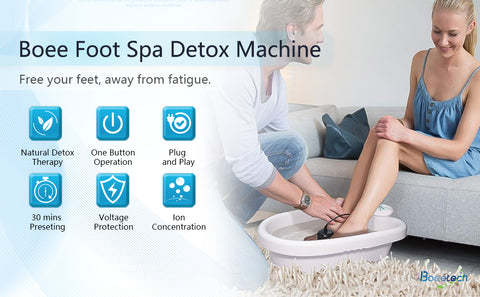 Boee Foot Spa Detox Machine
Free your feet, away from fatigue.
Natural Detox
Therapy
One Button
Operation
Plug
and Play
30 mins
Preseting
Voltage
Protection
Ion
Concentration
Boeetech